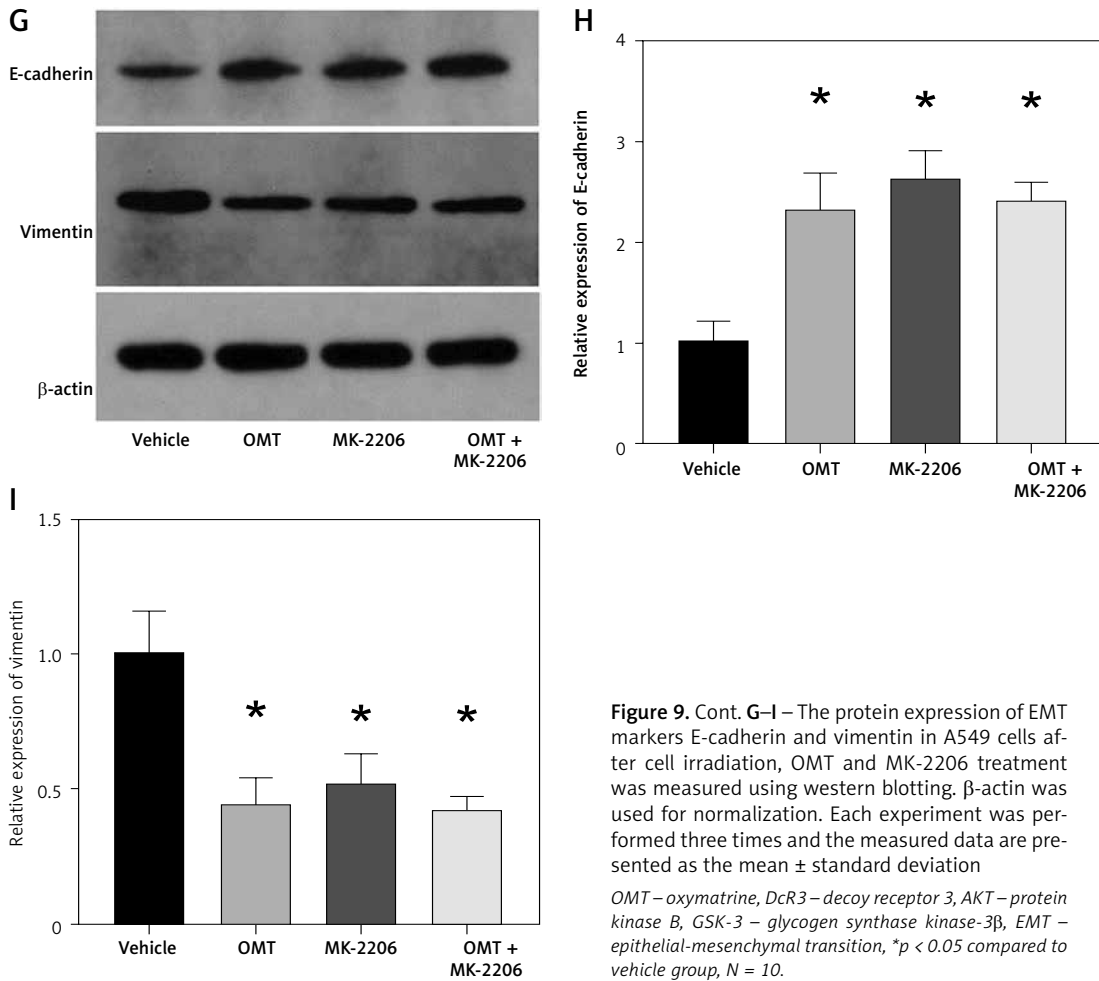 G
E-cadherin
Vimentin
β-actin
Vehicle OMT MK-2206 OMT +
MK-2206
H
Relative expression of E-cadherin
4
3
2
1
0
* * *
Vehicle OMT MK-2206 OMT +
MK-2206
I
Relative expression of vimentin
1.5
1.0
0.5
0
* * *
Vehicle OMT MK-2206 OMT +
MK-2206
Figure 9. Cont. G–I – The protein expression of EMT
markers E-cadherin and vimentin in A549 cells af-
ter cell irradiation, OMT and MK-2206 treatment
was measured using western blotting. β-actin was
used for normalization. Each experiment was per-
formed three times and the measured data are pre-
sented as the mean ± standard deviation
OMT – oxymatrine, DcR3 – decoy receptor 3, AKT – protein
kinase B, GSK-3 – glycogen synthase kinase-3β, EMT –
epithelial-mesenchymal transition, *p < 0.05 compared to
vehicle group, N = 10.